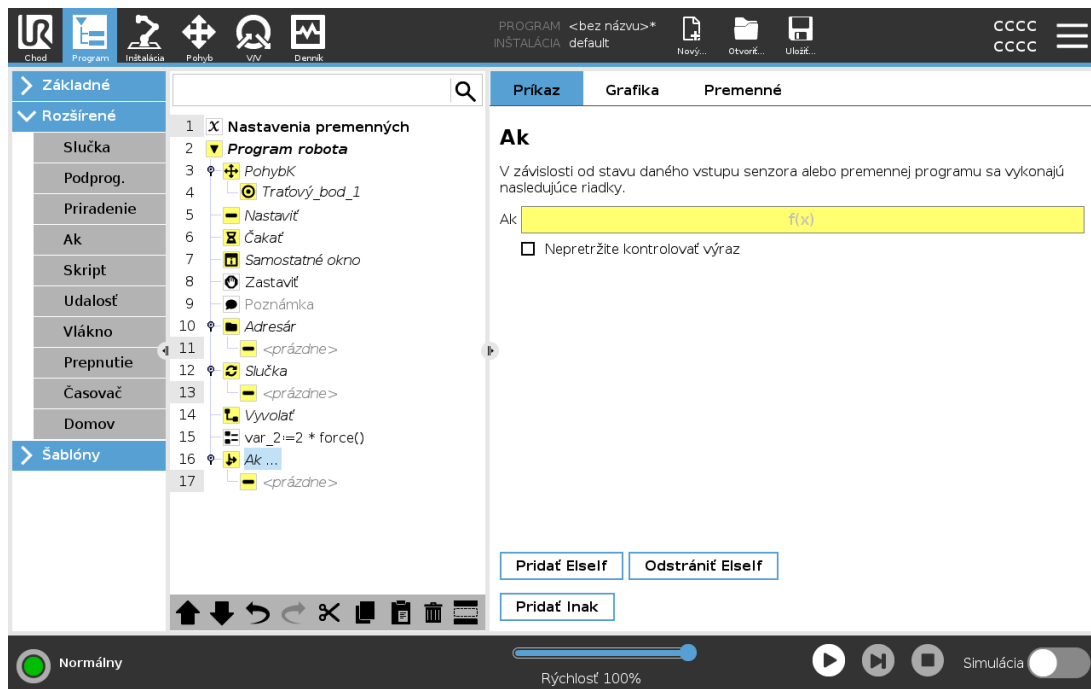 PROGRAM <bez názvu>*
INŠTALÁCIA default
Chod
Program
Inštalácia
Pohyb
V/V
Denník
Nový...
Otvoriť...
Uložiť...
CCCC
CCCC
Základné
Rozšírené
Slučka
Podprog.
Priradenie
Ak
Skript
Udalosť
Vlákno
Prepnutie
Časovač
Domov
Šablóny
1 x Nastavenia premenných
2 Program robota
3 PohybK
4 Traťový_bod_1
5 Nastaviť
6 Čakať
7 Samostatné okno
8 Zastaviť
9 Poznámka
10 Adresár
11 <prázdne>
12 Slučka
13 <prázdne>
14 Vyvolať
15 var_2:=2 * force()
16 Ak ...
17 <prázdne>
Príkaz Grafika Premenné
Ak
V závislosti od stavu daného vstupu senzora alebo premennej programu sa vykonajú
nasledujúce riadky.
Ak f(x)
Nepretržite kontrolovať výraz
Pridať ElseIf Odstrániť ElseIf
Pridať Inak
Normálny
Rýchlosť 100%
Simulácia